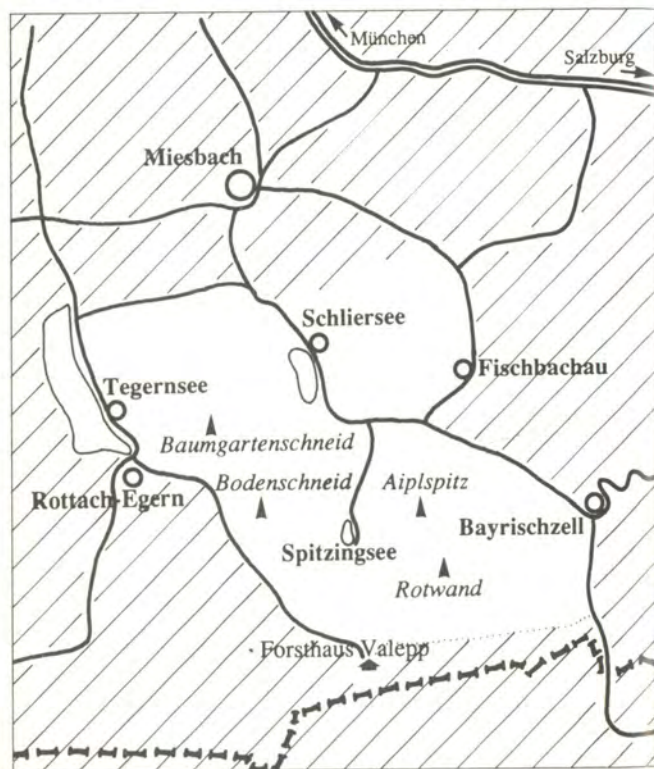 München
Salzburg
Miesbach
Schliersee
Fischbachau
Tegernsee
Baumgartenschneid
Rottach-Egern
Bodenschneid
Aiplspitz
Spitzingsee
Bayrischzell
Rotwand
Forsthaus Valepp